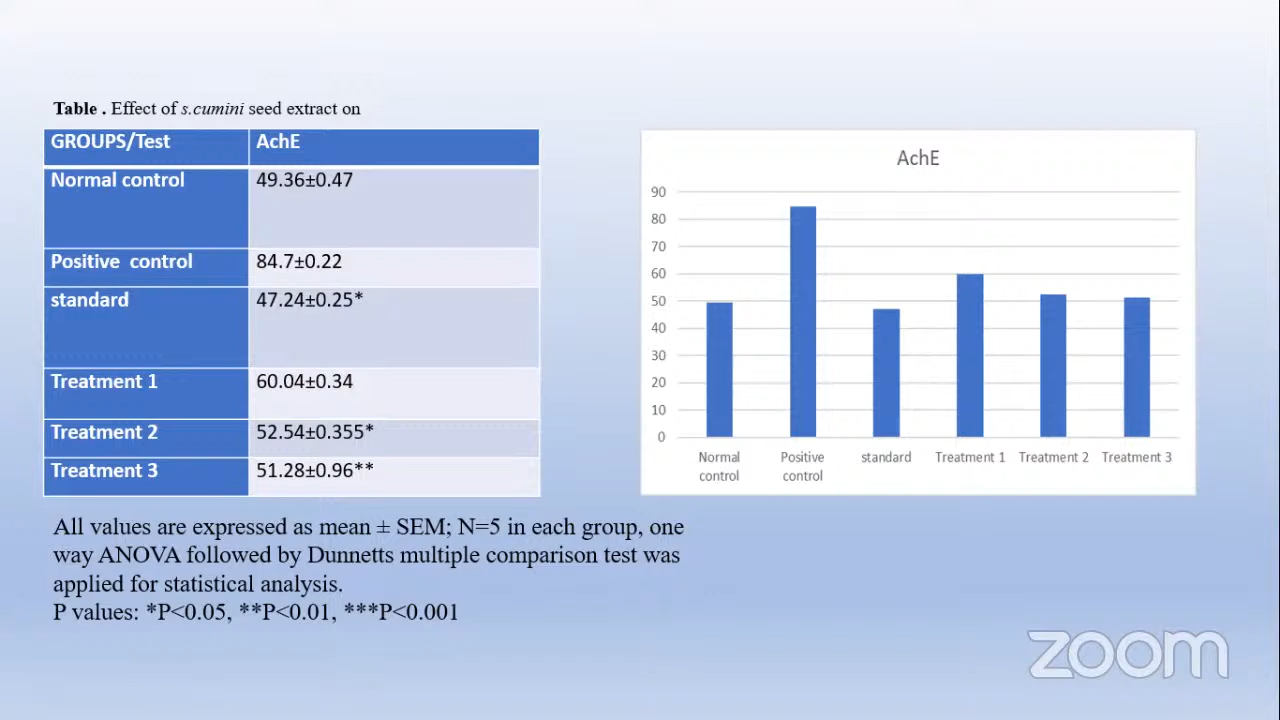 Table . Effect of s.cumini seed extract on
GROUPS/Test AchE
Normal control 49.36±0.47
Positive control 84.7±0.22
standard 47.24±0.25*
Treatment 1 60.04±0.34
Treatment 2 52.54±0.355*
Treatment 3 51.28±0.96**
AchE
90
80
70
60
50
40
30
20
10
0
Normal control
Positive control
standard
Treatment 1
Treatment 2
Treatment 3
All values are expressed as mean ± SEM; N=5 in each group, one
way ANOVA followed by Dunnetts multiple comparison test was
applied for statistical analysis.
P values: *P<0.05, **P<0.01, ***P<0.001
zoom